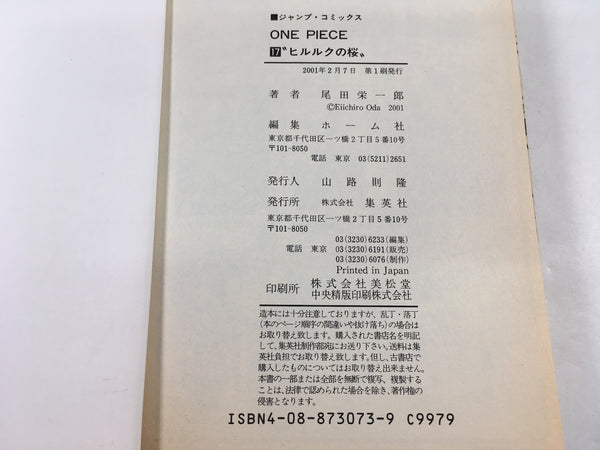 ■ジャンプ・コミックス
ONE PIECE
17〝ヒルルクの桜〟
2001年2月7日 第1刷発行
著者 尾田栄一郎
©Eiichiro Oda 2001
編集 ホーム社
東京都千代田区一ツ橋2丁目5番10号
〒101-8050
電話 東京 03(5211)2651
発行人 山路則隆
発行所 株式会社 集英社
東京都千代田区一ツ橋2丁目5番10号
〒101-8050
03(3230)6233(編集)
電話 東京 03(3230)6191(販売)
03(3230)6076(制作)
Printed in Japan
印刷所 株式会社美松堂
中央精版印刷株式会社
造本には十分注意しておりますが、乱丁・落丁
(本のページ順序の間違いや抜け落ち)の場合は
お取り替え致します。購入された書店名を明記し
て、集英社制作部宛にお送り下さい。送料は集
英社負担でお取り替え致します。但し、古書店で
購入したものについてはお取り替え出来ません。
本書の一部または全部を無断で複写、複製する
ことは、法律で認められた場合を除き、著作権の
侵害となります。
ISBN4-08-873073-9 C9979